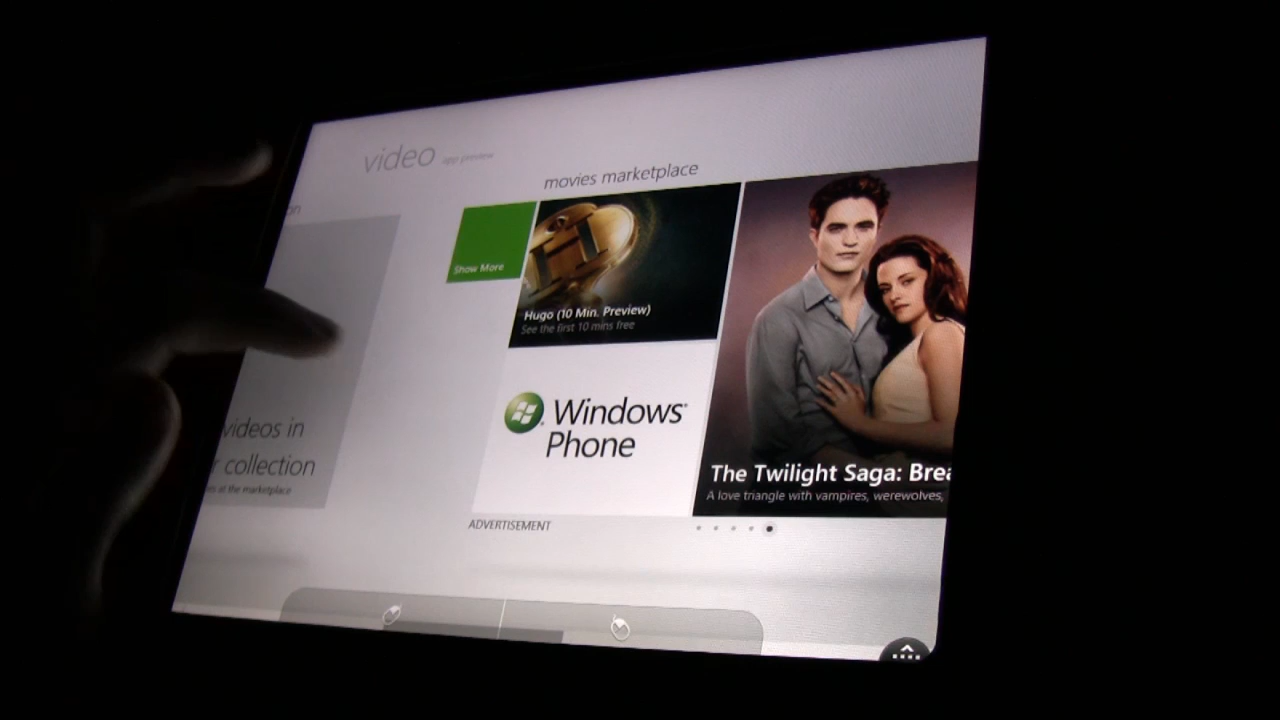 video app preview
on
movies marketplace
Show More
Hugo (10 Min. Preview)
See the first 10 mins free
Windows®
Phone
ADVERTISEMENT
The Twilight Saga: Brea
A love triangle with vampires, werewolves,
videos in
r collection
at the marketplace